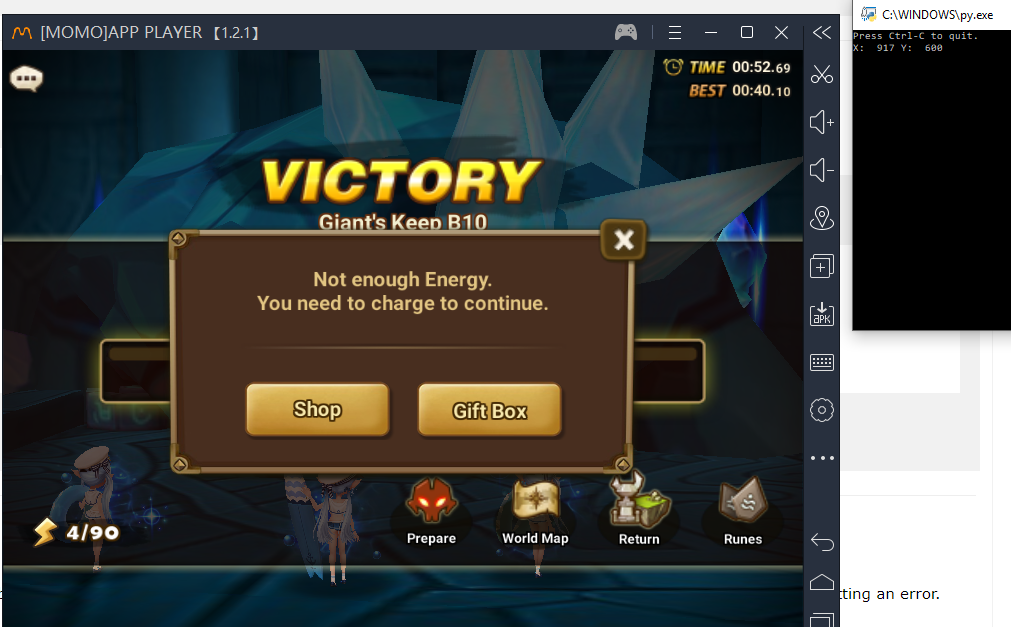 [MOMO]APP PLAYER 【1.2.1】
C:\WINDOWS\py.exe
Press Ctrl-C to quit.
X:  917 Y:  600
TIME 00:52.69
BEST 00:40.10
VICTORY
Giant's Keep B10
Not enough Energy.
You need to charge to continue.
Shop
Gift Box
APK
4/90
Prepare
World Map
Return
Runes
tting an error.